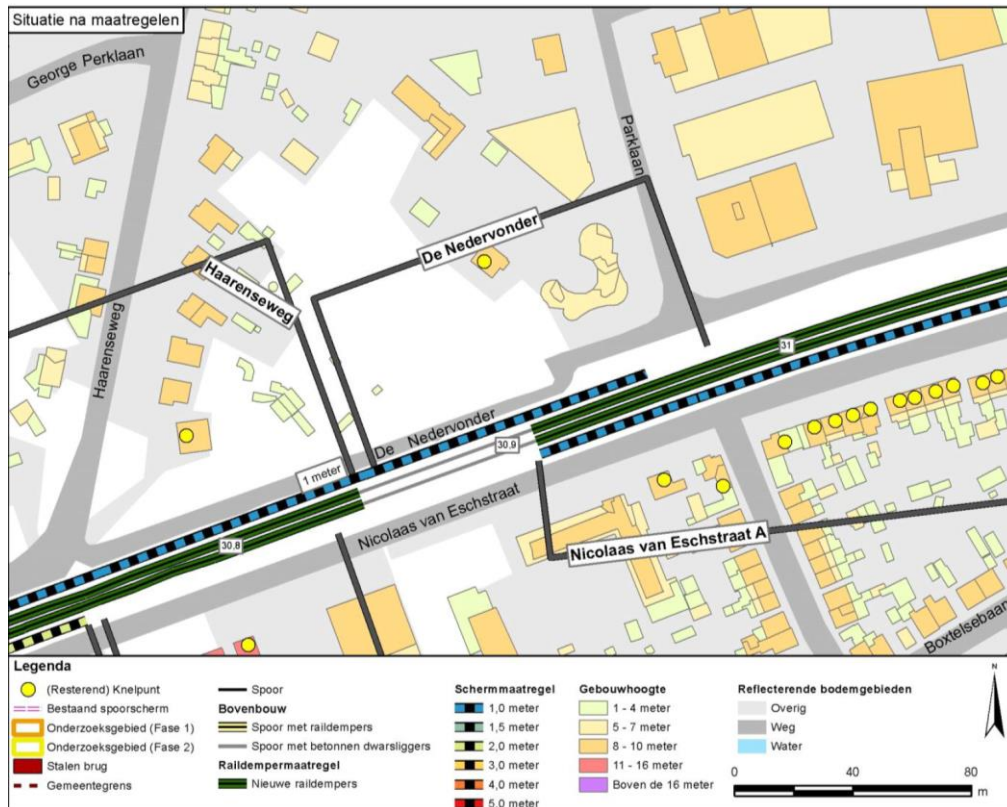 Situatie na maatregelen
George Perklaan
Parklaan
De Nedervonder
Haarenseweg
Haarenseweg
31
De Nedervonder
30,9
1 meter
Nicolaas van Eschstraat
30,8
Nicolaas van Eschstraat A
Boxtelsebaan
Legenda
(Resterend) Knelpunt
Bestaand spoorscherm
Onderzoeksgebied (Fase 1)
Onderzoeksgebied (Fase 2)
Stalen brug
Gemeentegrens
Spoor
Bovenbouw
Spoor met raildempers
Spoor met betonnen dwarsliggers
Raildempermaatregel
Nieuwe raildempers
Schermmaatregel
1,0 meter
1,5 meter
2,0 meter
3,0 meter
4,0 meter
5,0 meter
Gebouwhoogte
1 - 4 meter
5 - 7 meter
8 - 10 meter
11 - 16 meter
Boven de 16 meter
Reflecterende bodemgebieden
Overig
Weg
Water
N
0 40 80
m